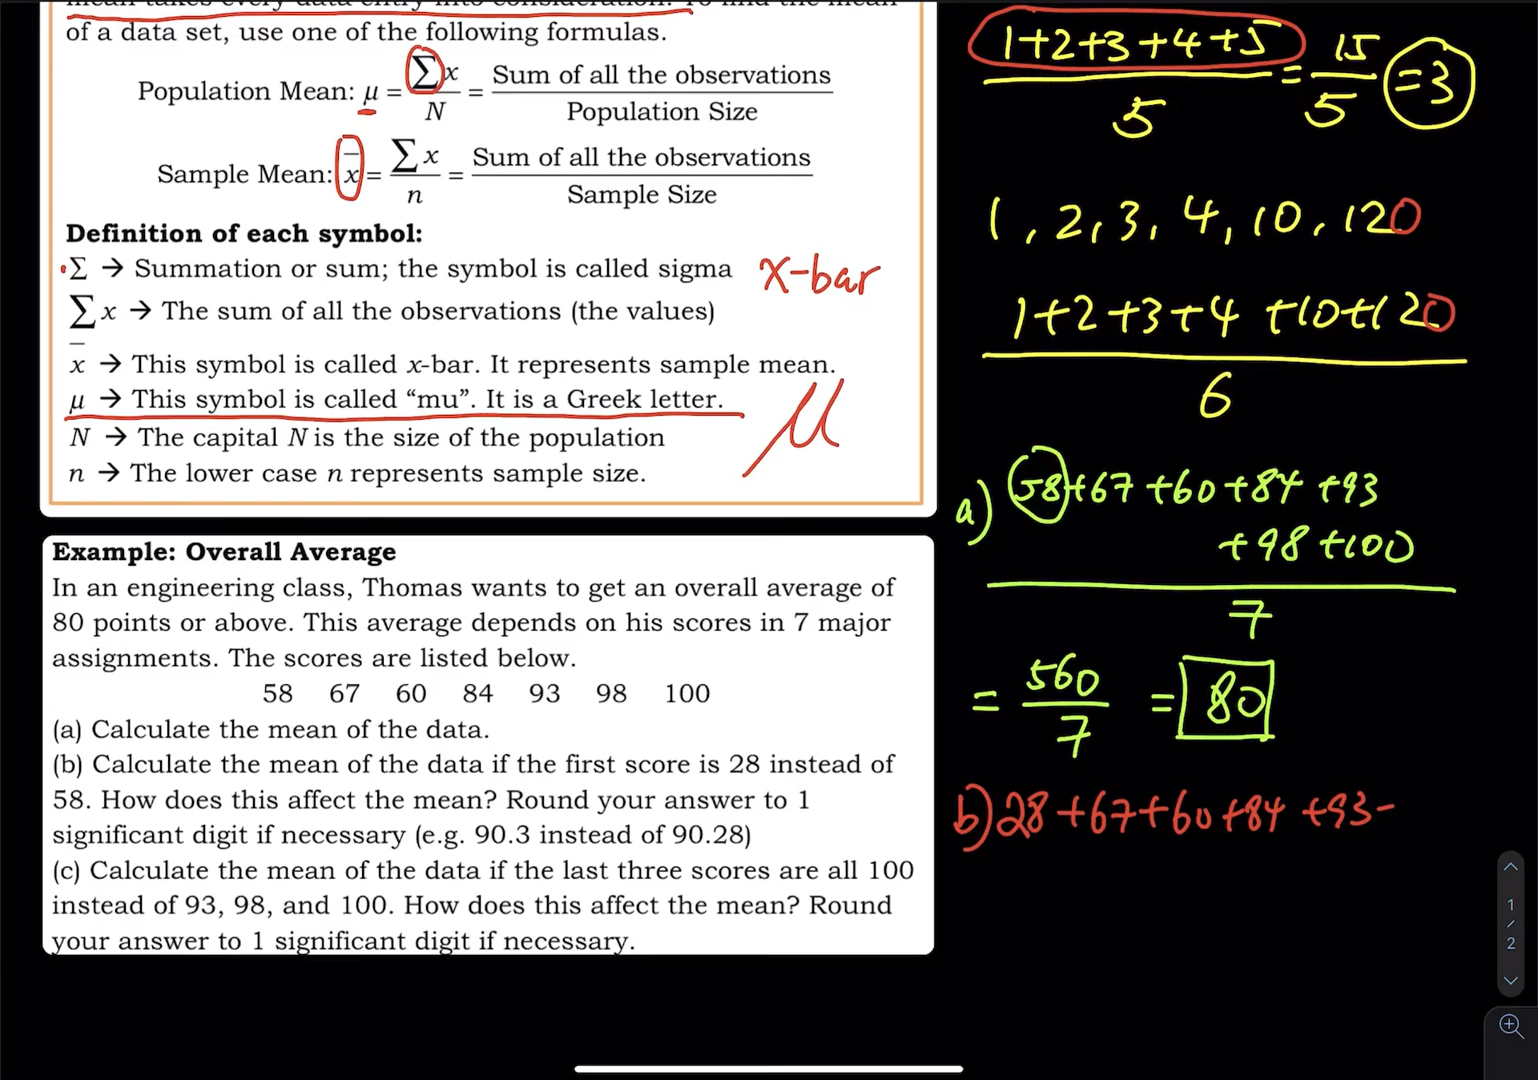 of a data set, use one of the following formulas.
Population Mean: μ = ∑x / N = Sum of all the observations / Population Size
Sample Mean: x̄ = ∑x / n = Sum of all the observations / Sample Size
Definition of each symbol:
Σ → Summation or sum; the symbol is called sigma
x-bar
∑x → The sum of all the observations (the values)
x̄ → This symbol is called x-bar. It represents sample mean.
μ → This symbol is called “mu”. It is a Greek letter.
μ
N → The capital N is the size of the population
n → The lower case n represents sample size.
Example: Overall Average
In an engineering class, Thomas wants to get an overall average of
80 points or above. This average depends on his scores in 7 major
assignments. The scores are listed below.
58 67 60 84 93 98 100
(a) Calculate the mean of the data.
(b) Calculate the mean of the data if the first score is 28 instead of
58. How does this affect the mean? Round your answer to 1
significant digit if necessary (e.g. 90.3 instead of 90.28)
(c) Calculate the mean of the data if the last three scores are all 100
instead of 93, 98, and 100. How does this affect the mean? Round
your answer to 1 significant digit if necessary.
1+2+3+4+5 / 5 = 15 / 5 = 3
1, 2, 3, 4, 10, 120
1+2+3+4+10+120
6
a) 58+67+60+84+93
+98+100
7
= 560 / 7 = 80
b) 28+67+60+84+93-
1
/
2